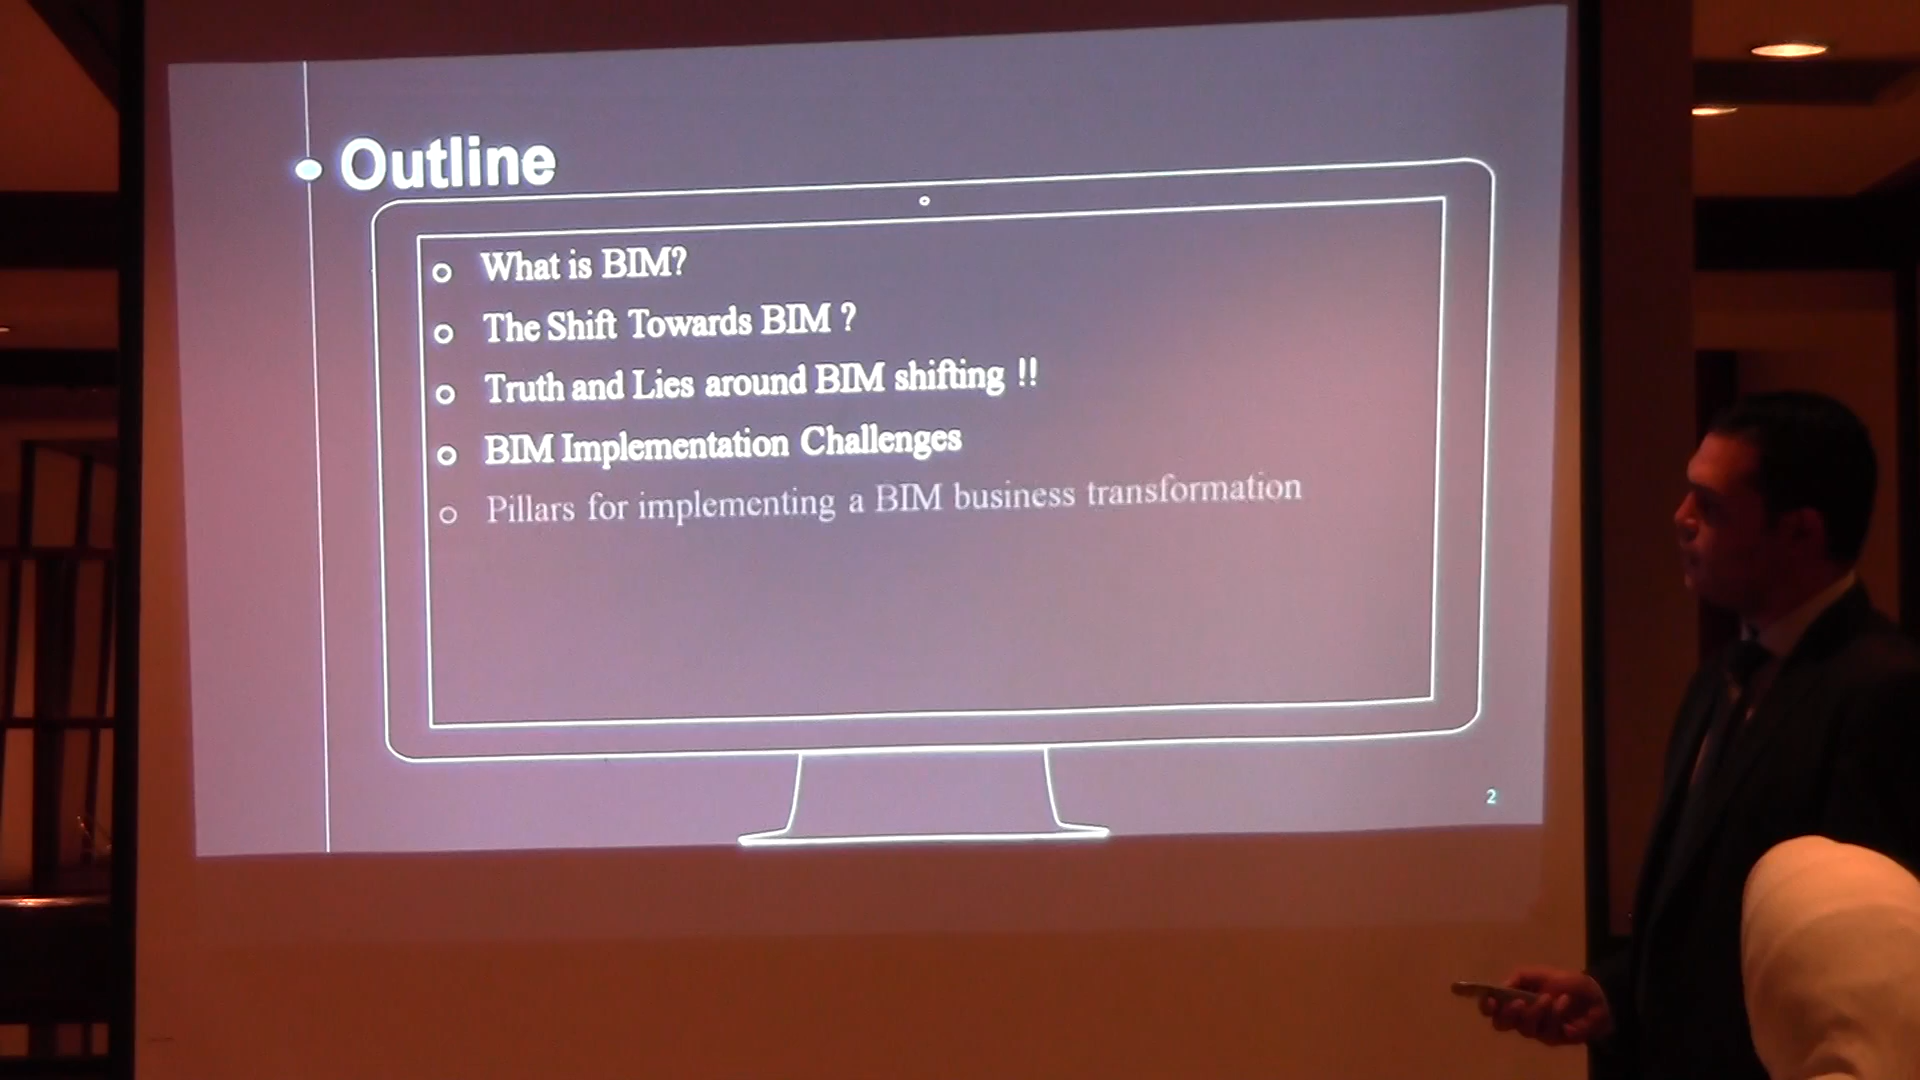 Outline
What is BIM?
The Shift Towards BIM ?
Truth and Lies around BIM shifting !!
BIM Implementation Challenges
Pillars for implementing a BIM business transformation
2